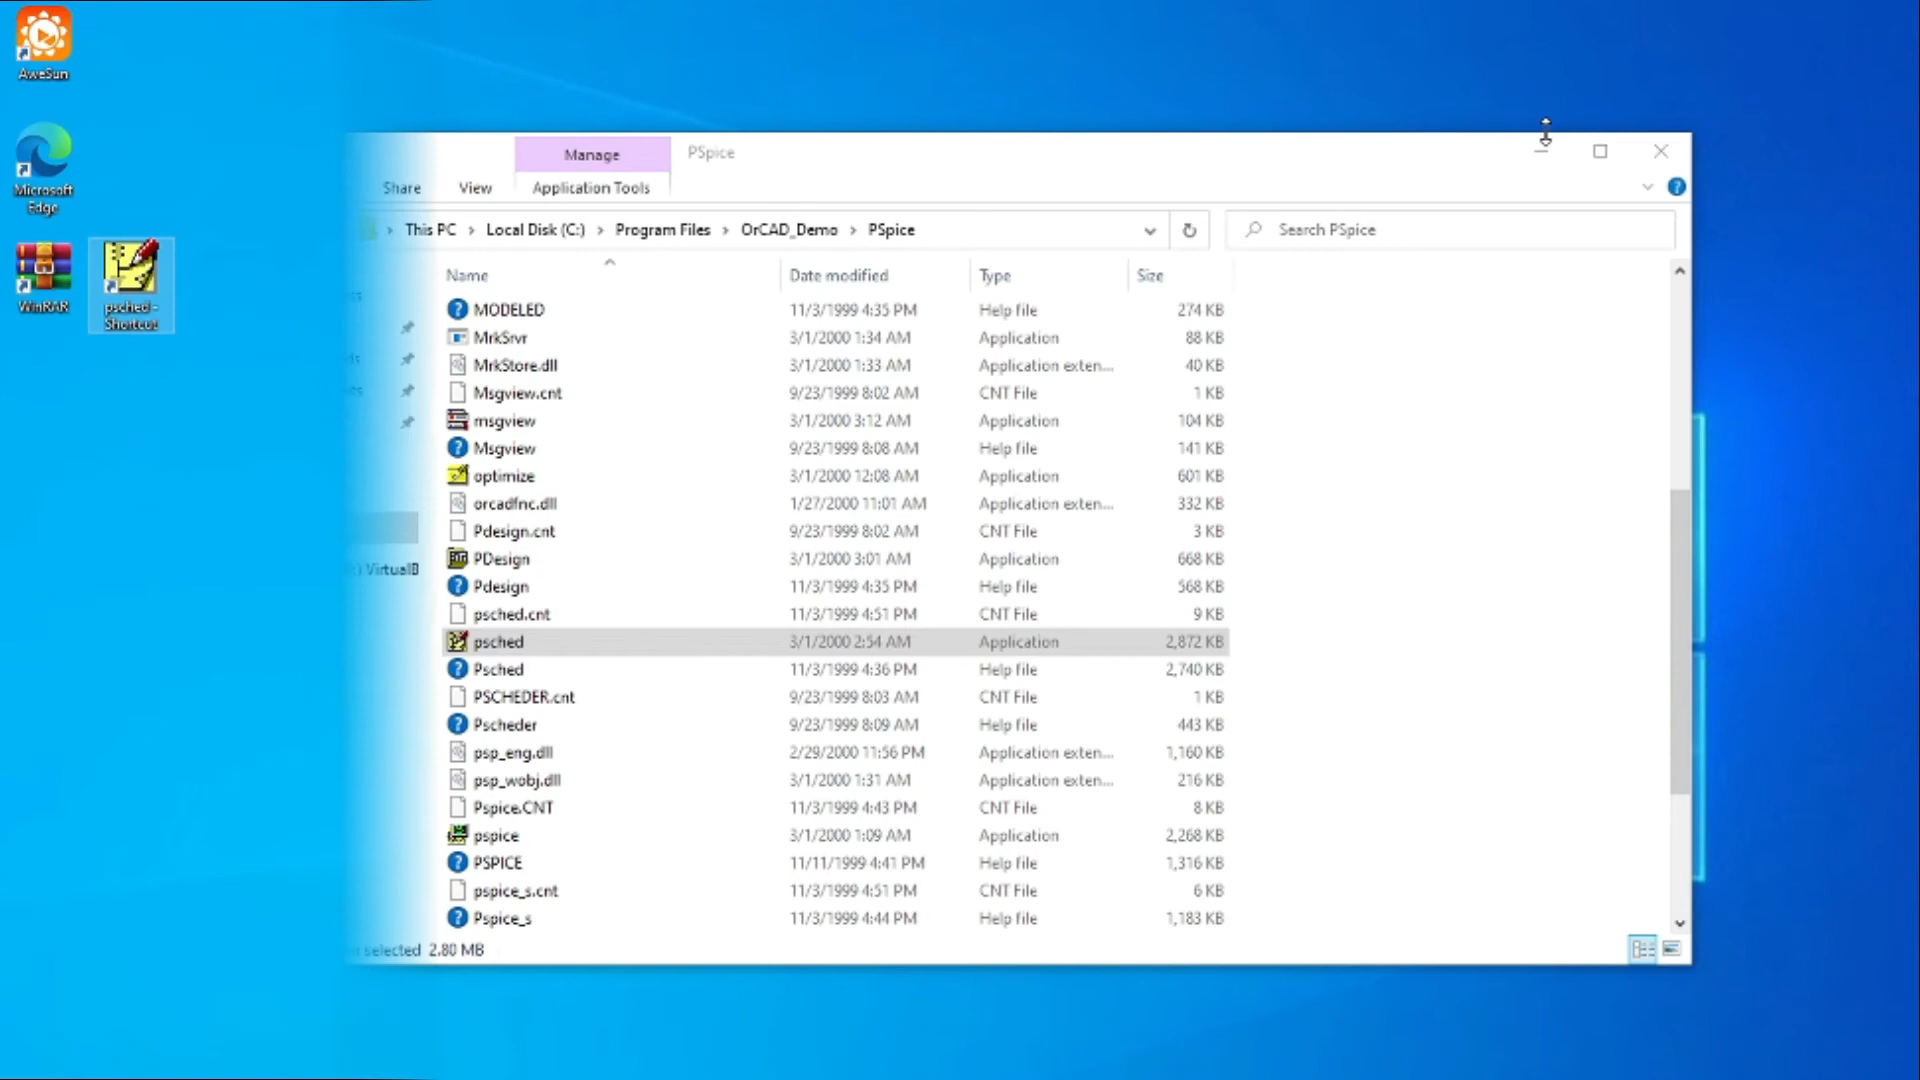 AweSun
Microsoft
Edge
WinRAR
psched -
Shortcut
Manage
PSpice
Share
View
Application Tools
This PC
Local Disk (C:)
Program Files
OrCAD_Demo
PSpice
Search PSpice
Name
Date modified
Type
Size
MODELED 11/3/1999 4:35 PM Help file 274 KB
MrkSrvr 3/1/2000 1:34 AM Application 88 KB
MrkStore.dll 3/1/2000 1:33 AM Application exten... 40 KB
Msgview.cnt 9/23/1999 8:02 AM CNT File 1 KB
msgview 3/1/2000 3:12 AM Application 104 KB
Msgview 9/23/1999 8:08 AM Help file 141 KB
optimize 3/1/2000 12:08 AM Application 601 KB
orcadfnc.dll 1/27/2000 11:01 AM Application exten... 332 KB
Pdesign.cnt 9/23/1999 8:02 AM CNT File 3 KB
PDesign 3/1/2000 3:01 AM Application 668 KB
Pdesign 11/3/1999 4:35 PM Help file 568 KB
psched.cnt 11/3/1999 4:51 PM CNT File 9 KB
psched 3/1/2000 2:54 AM Application 2,872 KB
Psched 11/3/1999 4:36 PM Help file 2,740 KB
PSCHEDER.cnt 9/23/1999 8:03 AM CNT File 1 KB
Pscheder 9/23/1999 8:09 AM Help file 443 KB
psp_eng.dll 2/29/2000 11:56 PM Application exten... 1,160 KB
psp_wobj.dll 3/1/2000 1:31 AM Application exten... 216 KB
Pspice.CNT 11/3/1999 4:43 PM CNT File 8 KB
pspice 3/1/2000 1:09 AM Application 2,268 KB
PSPICE 11/11/1999 4:41 PM Help file 1,316 KB
pspice_s.cnt 11/3/1999 4:51 PM CNT File 6 KB
Pspice_s 11/3/1999 4:44 PM Help file 1,183 KB
:) VirtualB
selected 2.80 MB